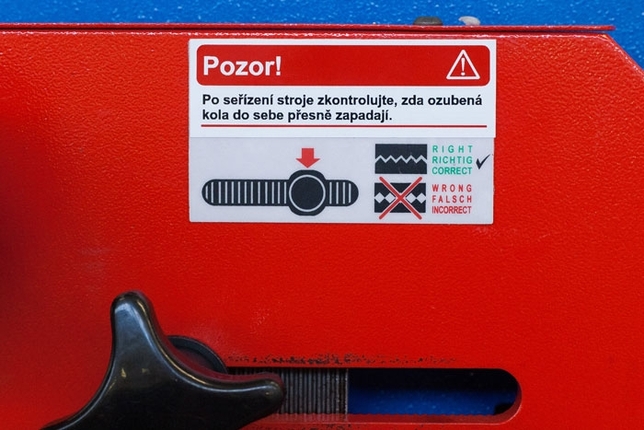 Pozor!
Po seřízení stroje zkontrolujte, zda ozubená
kola do sebe přesně zapadají.
RIGHT
RICHTIG
CORRECT
WRONG
FALSCH
INCORRECT